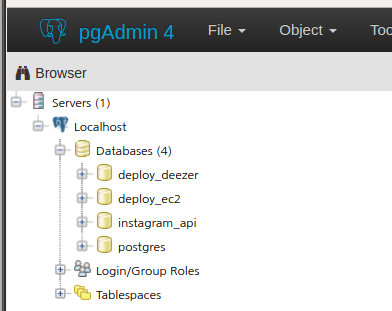 pgAdmin 4 File Object Too
Browser
Servers (1)
Localhost
Databases (4)
deploy_deezer
deploy_ec2
instagram_api
postgres
Login/Group Roles
Tablespaces